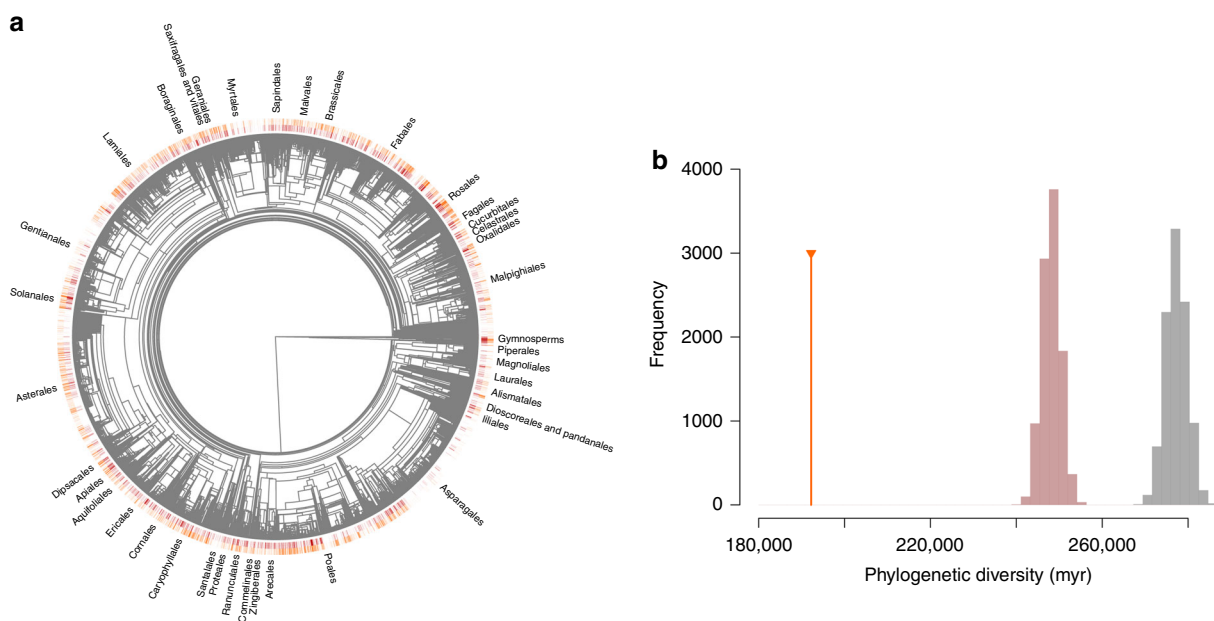 a
Saxifragales and vitales
Geraniales
Boraginales
Myrtales
Sapindales
Malvales
Brassicales
Fabales
Lamiales
Rosales
Fagales
Cucurbitales
Celastrales
Oxalidales
Gentianales
Malpighiales
Solanales
Gymnosperms
Piperales
Magnoliales
Laurales
Alismatales
Dioscoreales and pandanales
liliales
Asterales
Asparagales
Dipsacales
Apiales
Aquifoliales
Ericales
Cornales
Caryophyllales
Santalales
Proteales
Ranunculales
Commelinales
Zingiberales
Arecales
Poales
b
4000
3000
2000
1000
0
Frequency
180,000
220,000
260,000
Phylogenetic diversity (myr)